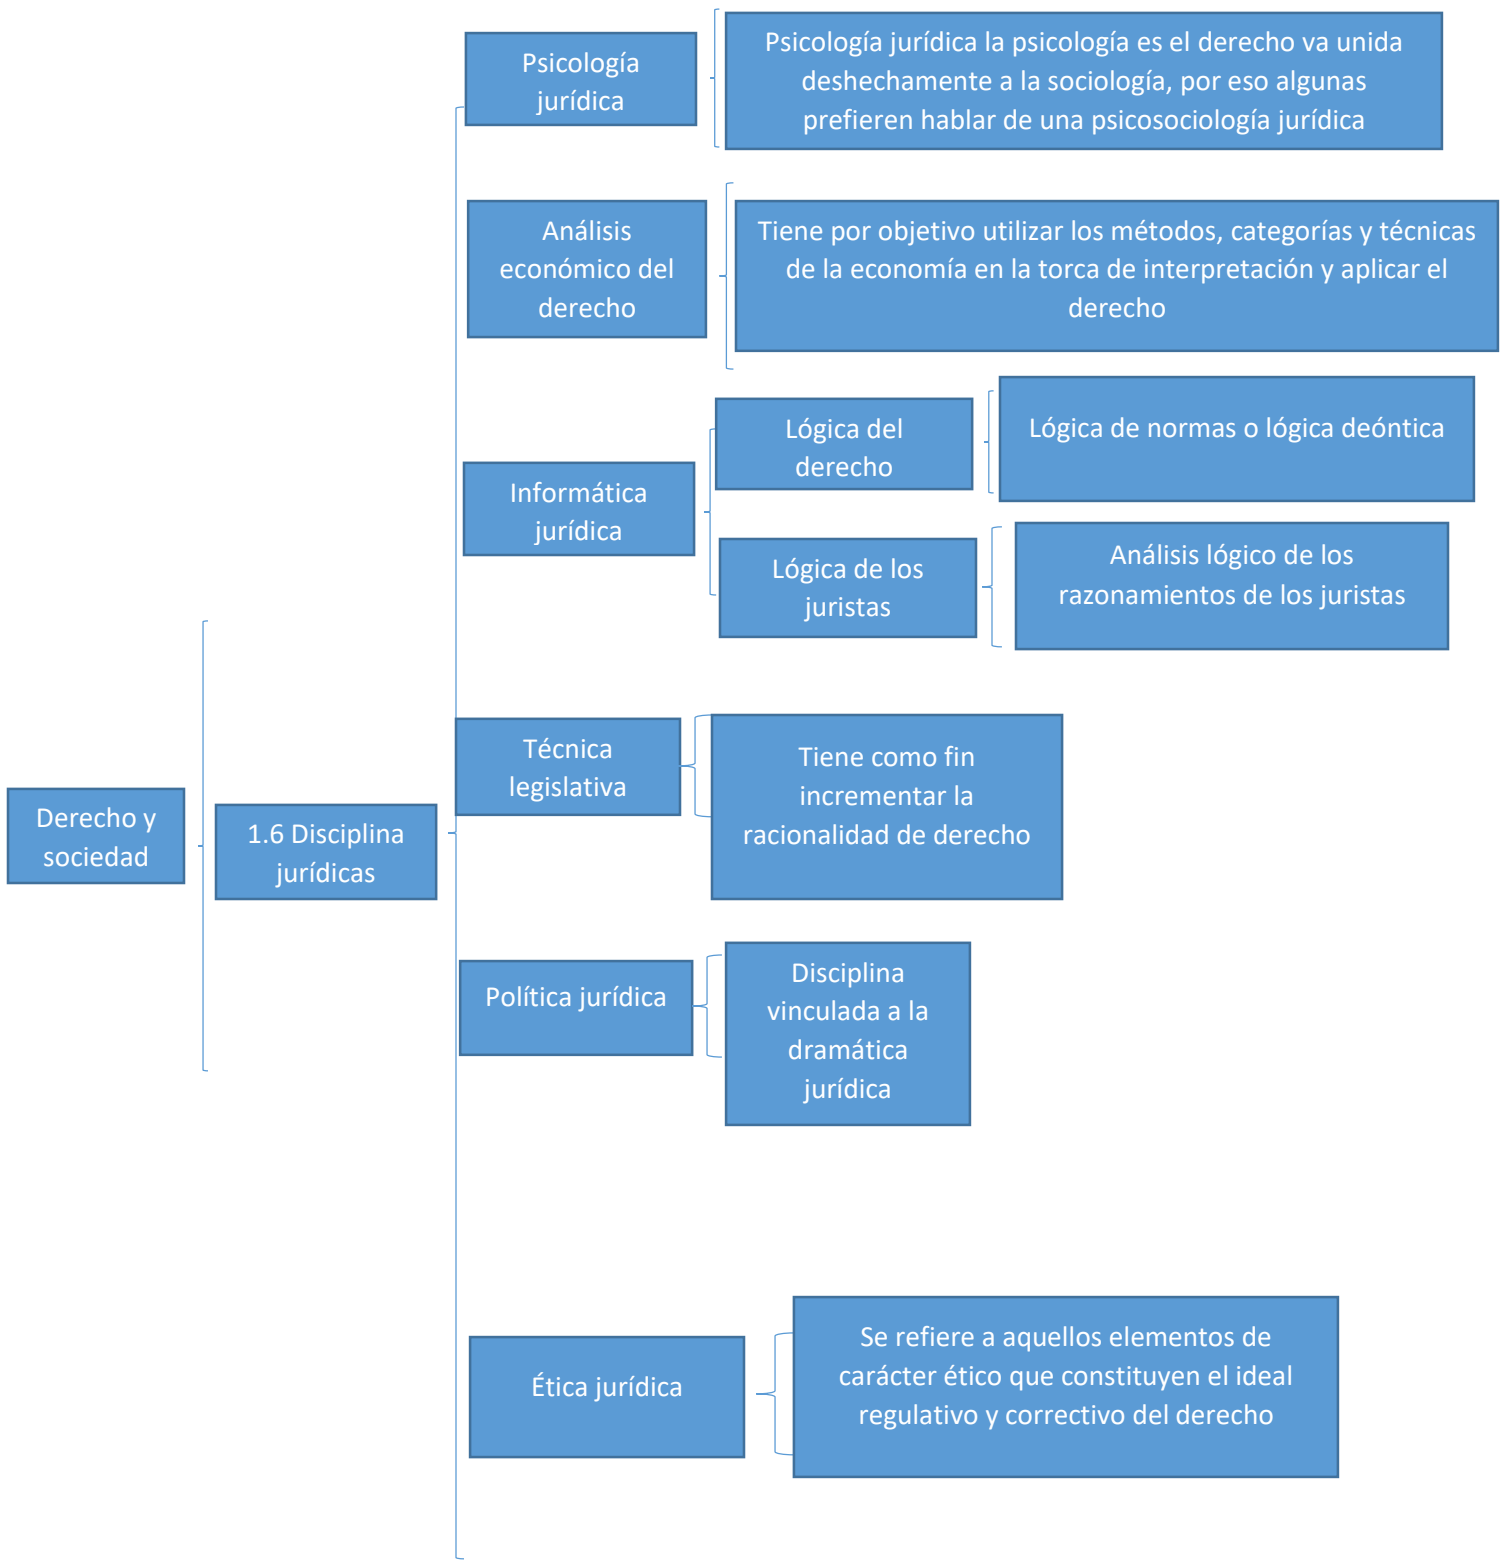 Psicología
jurídica
Psicología jurídica la psicología es el derecho va unida
deshechamente a la sociología, por eso algunas
prefieren hablar de una psicosociología jurídica
Análisis
económico del
derecho
Tiene por objetivo utilizar los métodos, categorías y técnicas
de la economía en la torca de interpretación y aplicar el
derecho
Informática
jurídica
Lógica del
derecho
Lógica de normas o lógica deóntica
Lógica de los
juristas
Análisis lógico de los
razonamientos de los juristas
Derecho y
sociedad
1.6 Disciplina
jurídicas
Técnica
legislativa
Tiene como fin
incrementar la
racionalidad de derecho
Política jurídica
Disciplina
vinculada a la
dramática
jurídica
Ética jurídica
Se refiere a aquellos elementos de
carácter ético que constituyen el ideal
regulativo y correctivo del derecho